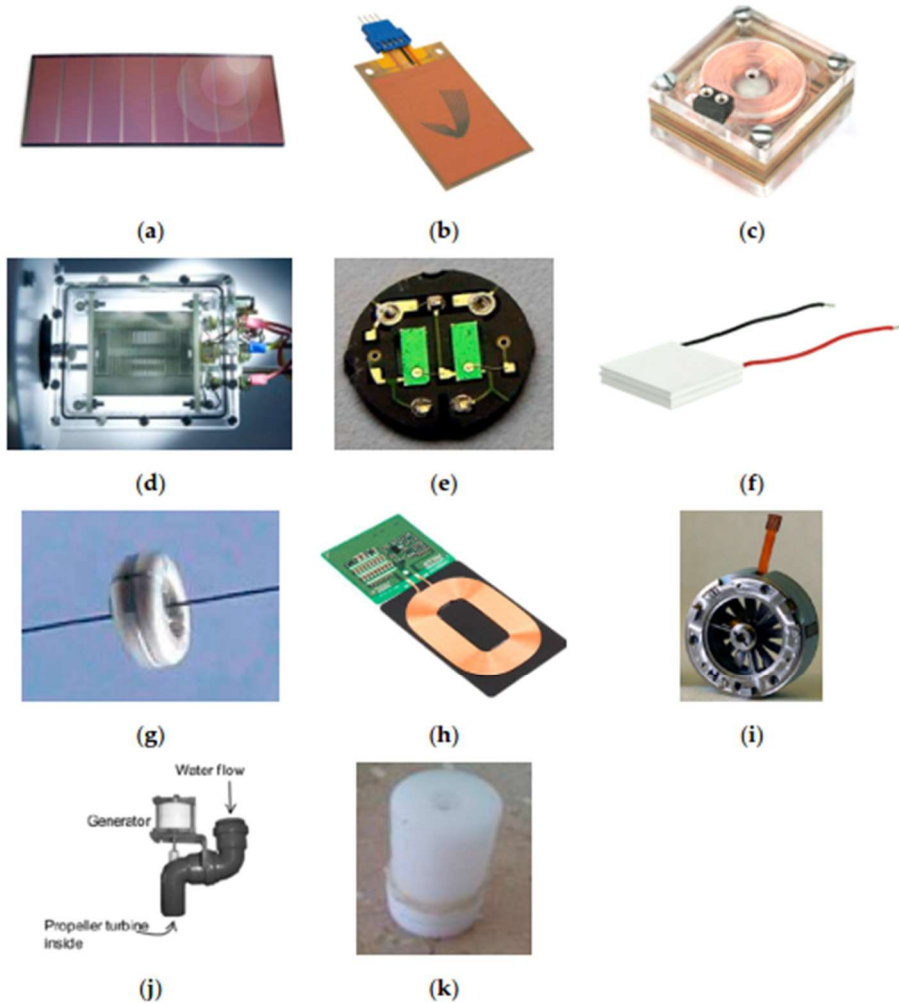 (a)
(b)
(c)
(d)
(e)
(f)
(g)
(h)
(i)
Water flow
Generator
Propeller turbine
inside
(j)
(k)